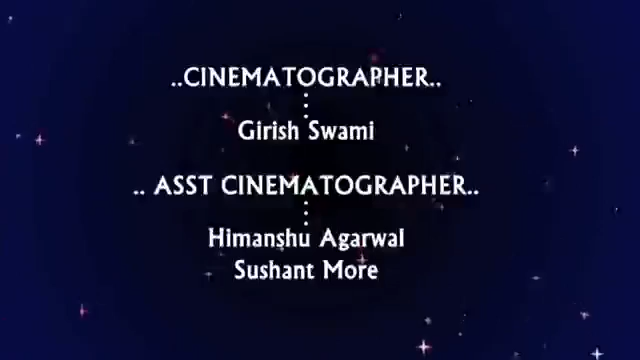 ..CINEMATOGRAPHER..
Girish Swami
.. ASST CINEMATOGRAPHER..
Himanshu Agarwal
Sushant More